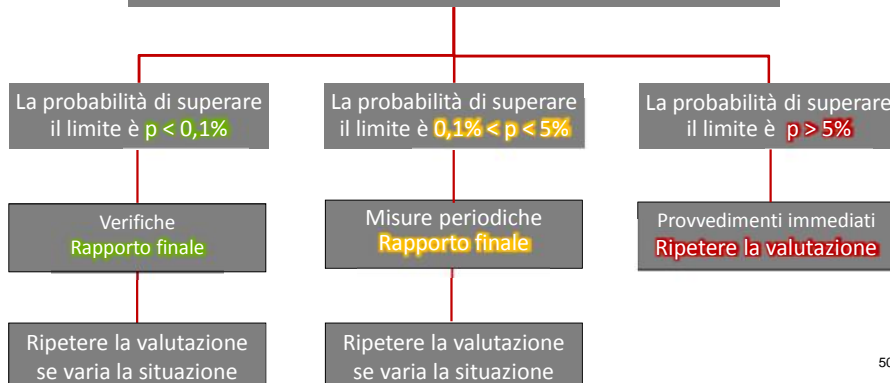 La probabilità di superare
il limite è p < 0,1%
La probabilità di superare
il limite è 0,1% < p < 5%
La probabilità di superare
il limite è p > 5%
Verifiche
Rapporto finale
Misure periodiche
Rapporto finale
Provvedimenti immediati
Ripetere la valutazione
Ripetere la valutazione
se varia la situazione
Ripetere la valutazione
se varia la situazione
50